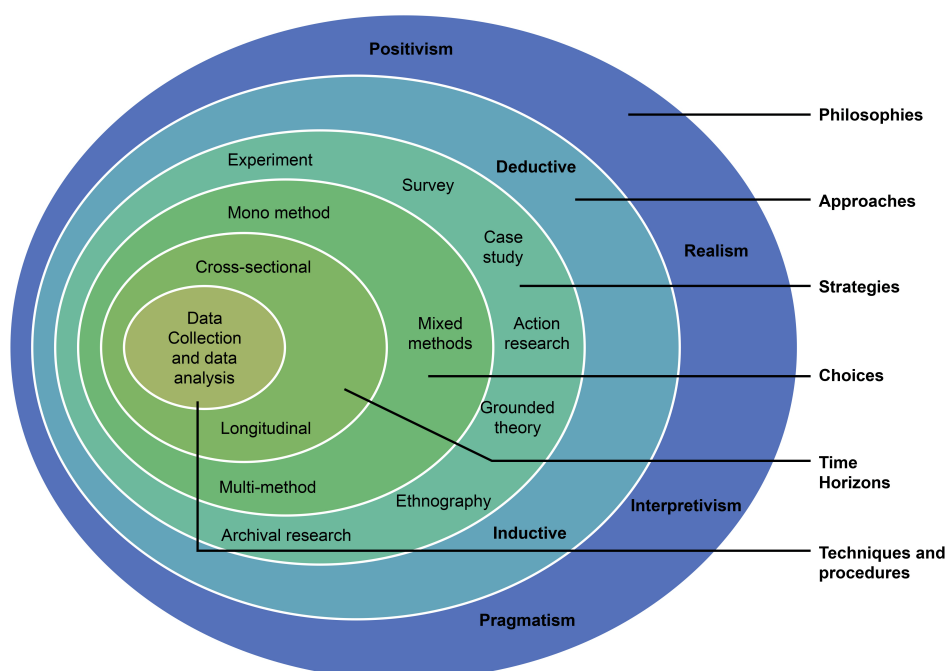 Positivism
Philosophies
Experiment
Deductive
Survey
Approaches
Mono method
Case
study
Realism
Cross-sectional
Strategies
Data
Collection
and data
analysis
Mixed
methods
Action
research
Choices
Longitudinal
Grounded
theory
Time
Horizons
Multi-method
Ethnography
Interpretivism
Archival research
Inductive
Techniques and
procedures
Pragmatism